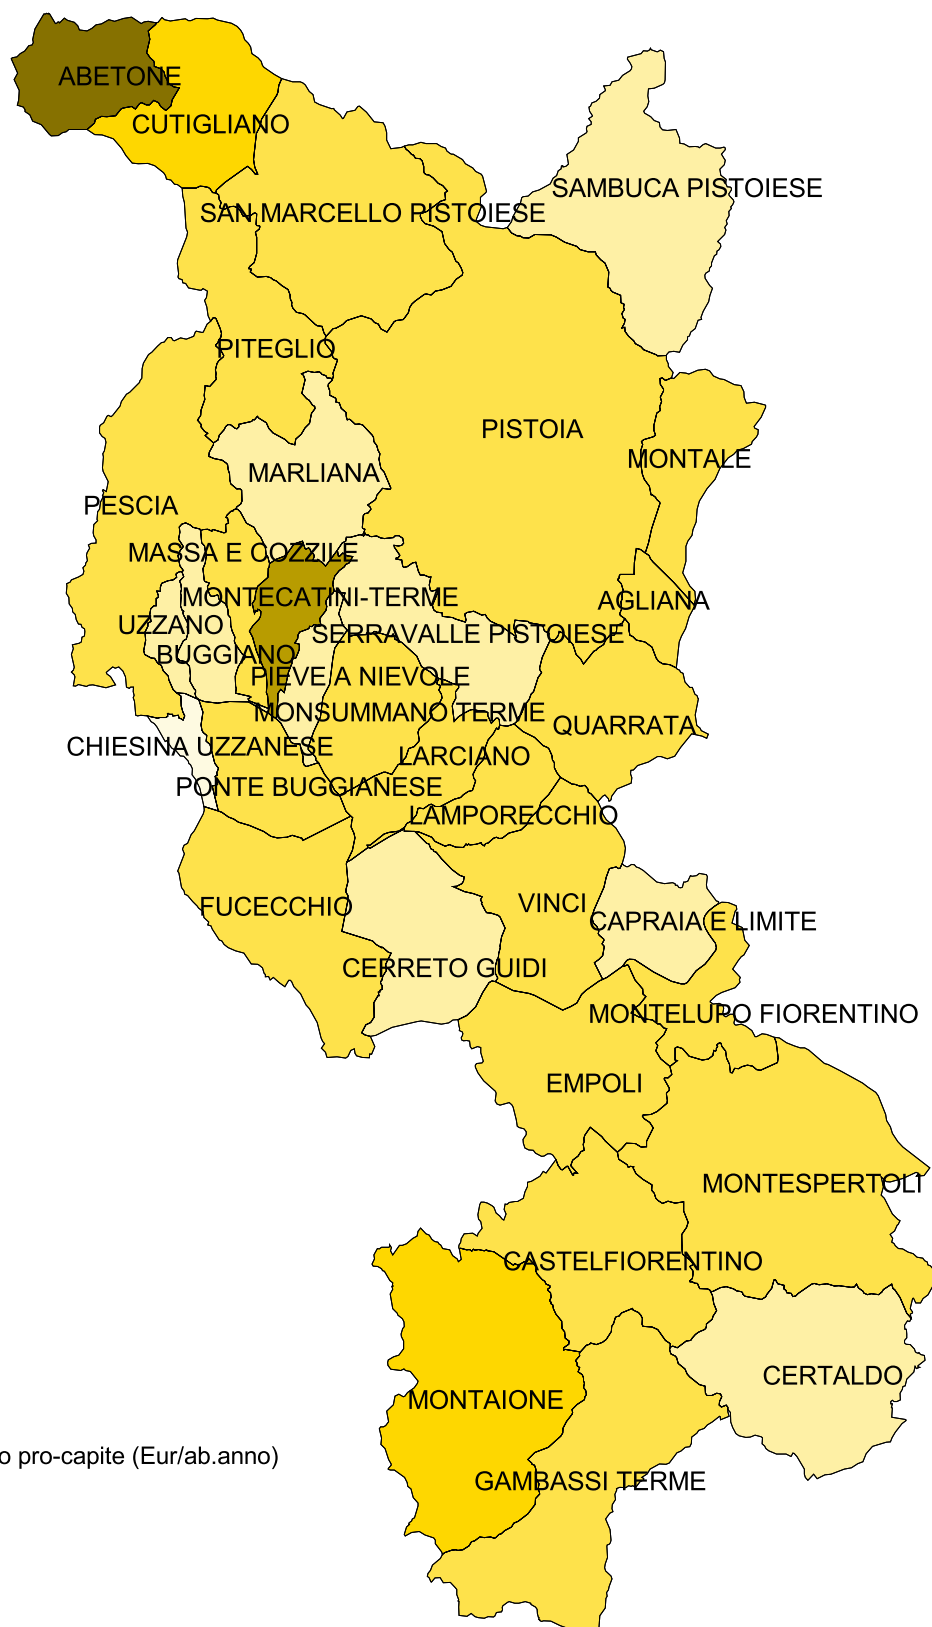 ABETONE
CUTIGLIANO
SAMBUCA PISTOIESE
SAN MARCELLO PISTOIESE
PITEGLIO
PISTOIA
MONTALE
MARLIANA
PESCIA
MASSA E COZZILE
MONTECATINI-TERME
AGLIANA
UZZANO
SERRAVALLE PISTOIESE
BUGGIANO
PIEVE A NIEVOLE
MONSUMMANO TERME
QUARRATA
CHIESINA UZZANESE
LARCIANO
PONTE BUGGIANESE
LAMPORECCHIO
FUCECCHIO
VINCI
CAPRAIA E LIMITE
CERRETO GUIDI
MONTELUPO FIORENTINO
EMPOLI
MONTESPERTOLI
CASTELFIORENTINO
CERTALDO
MONTAIONE
o pro-capite (Eur/ab.anno)
GAMBASSI TERME